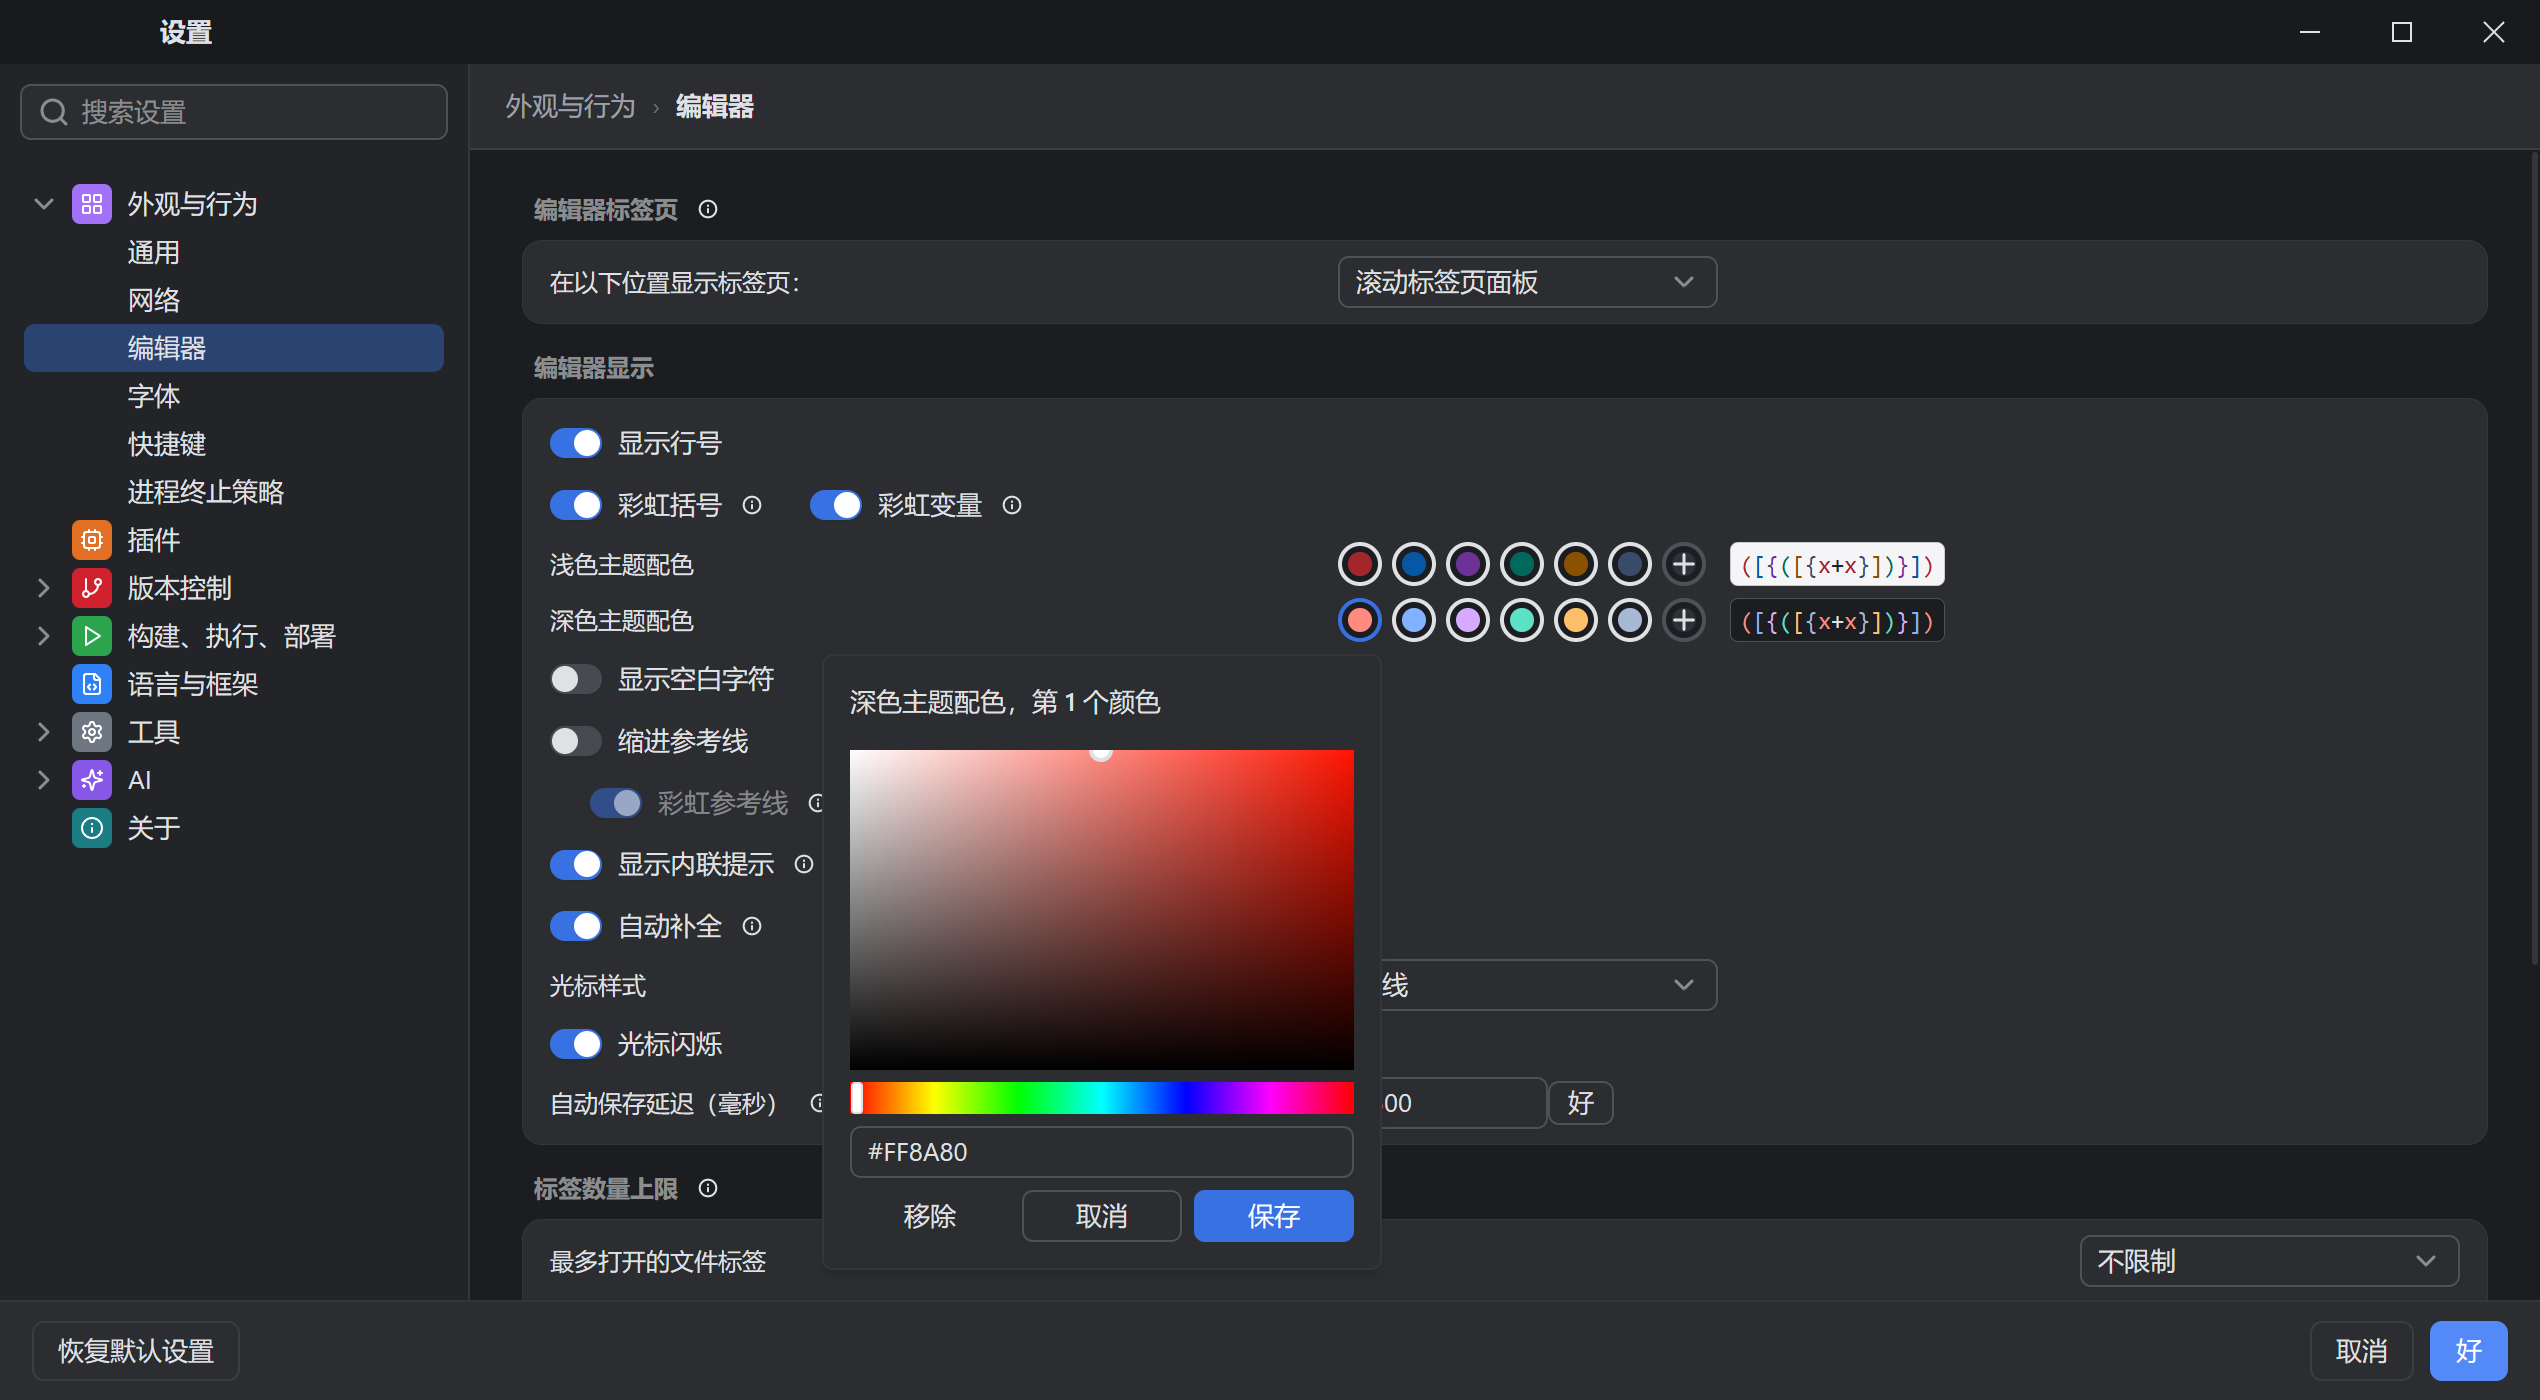 设置
搜索设置
外观与行为
通用
网络
编辑器
字体
快捷键
进程终止策略
插件
版本控制
构建、执行、部署
语言与框架
工具
AI
关于
外观与行为 › 编辑器
编辑器标签页
在以下位置显示标签页：
滚动标签页面板
编辑器显示
显示行号
彩虹括号
彩虹变量
浅色主题配色
([{([{x+x}])}])
深色主题配色
([{([{x+x}])}])
显示空白字符
缩进参考线
彩虹参考线
显示内联提示
自动补全
光标样式
线
光标闪烁
自动保存延迟（毫秒）
00
好
深色主题配色，第 1 个颜色
#FF8A80
移除
取消
保存
标签数量上限
最多打开的文件标签
不限制
恢复默认设置
取消
好